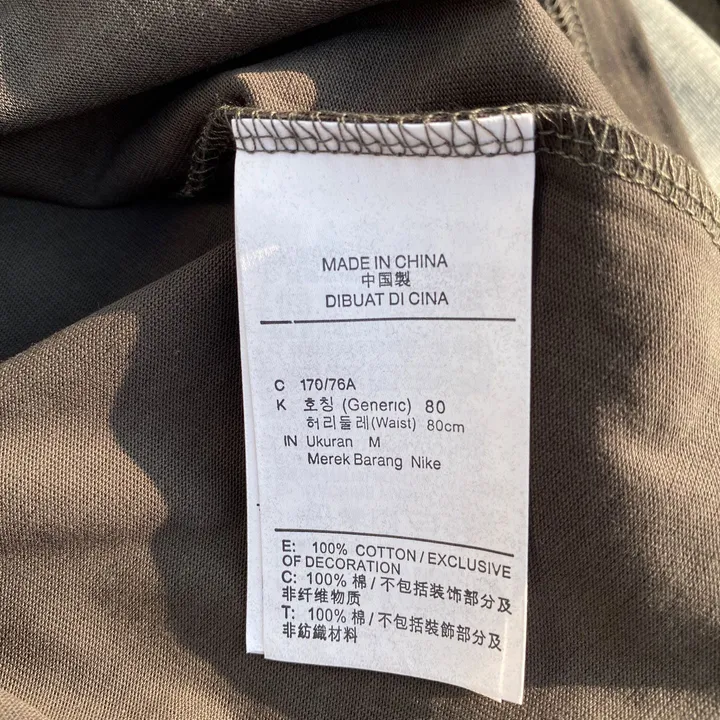 MADE IN CHINA
中国製
DIBUAT DI CINA
C 170/76A
K 호칭 (Generic) 80
허리둘레(Waist) 80cm
IN Ukuran M
Merek Barang Nike
E: 100% COTTON / EXCLUSIVE
OF DECORATION
C: 100% 棉 / 不包括装饰部分及
非纤维物质
T: 100% 棉 / 不包括裝飾部分及
非紡織材料